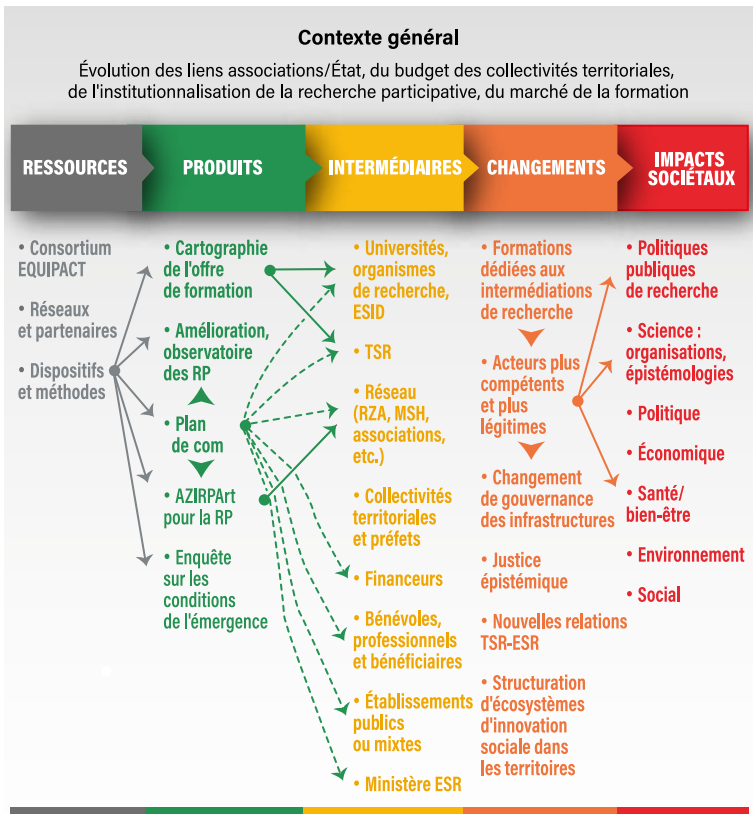 Contexte général
Évolution des liens associations/État, du budget des collectivités territoriales,
de l'institutionnalisation de la recherche participative, du marché de la formation
RESSOURCES
PRODUITS
INTERMÉDIAIRES
CHANGEMENTS
IMPACTS
SOCIÉTAUX
• Consortium
EQUIPACT
• Réseaux
et partenaires
• Dispositifs
et méthodes
• Cartographie
de l'offre
de formation
• Amélioration,
observatoire
des RP
• Plan
de com
• AZIRPArt
pour la RP
• Enquête
sur les
conditions
de l'émergence
• Universités,
organismes
de recherche,
ESID
• TSR
• Réseau
(RZA, MSH,
associations,
etc.)
• Collectivités
territoriales
et préfets
• Financeurs
• Bénévoles,
professionnels
et bénéficiaires
• Établissements
publics
ou mixtes
• Ministère ESR
• Formations
dédiées aux
intermédiations
de recherche
• Acteurs plus
compétents
et plus
légitimes
• Changement
de gouvernance
des infrastructures
• Justice
épistémique
• Nouvelles relations
TSR-ESR
• Structuration
d'écosystèmes
d'innovation
sociale dans
les territoires
• Politiques
publiques
de recherche
• Science :
organisations,
épistémologies
• Politique
• Économique
• Santé/
bien-être
• Environnement
• Social